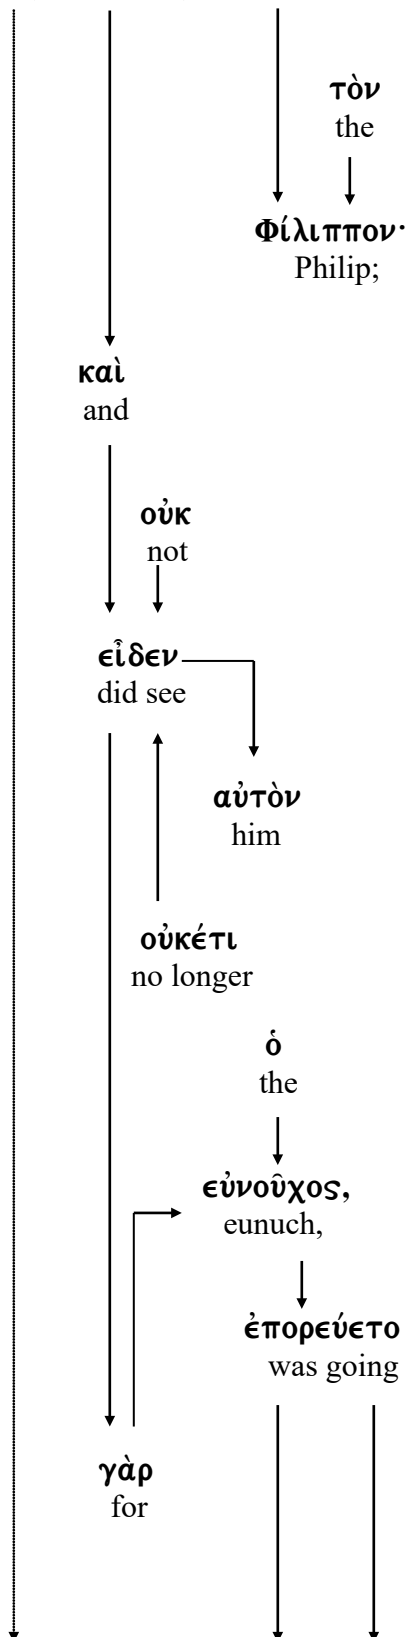 τὸν
the
Φίλιππον·
Philip;
καὶ
and
οὐκ
not
εἶδεν
did see
αὐτὸν
him
οὐκέτι
no longer
ὁ
the
εὐνοῦχος,
eunuch,
ἐπορεύετο
was going
γὰρ
for